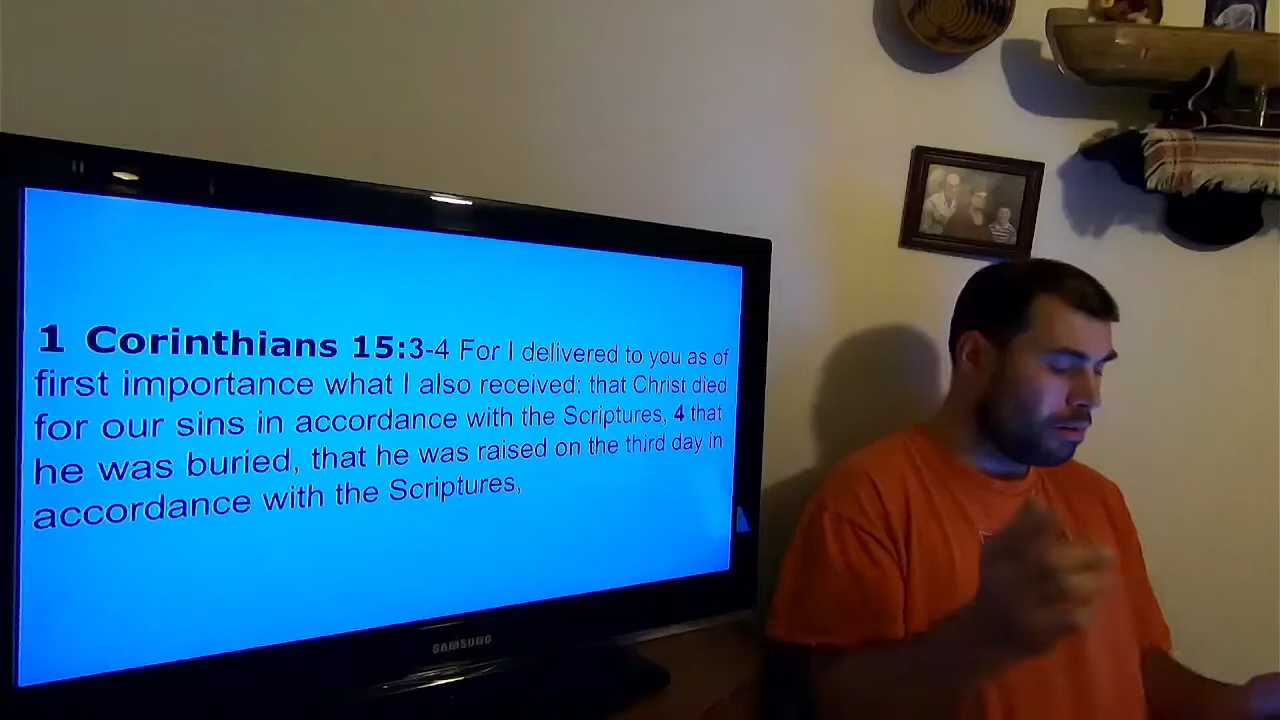 1 Corinthians 15:3-4 For I delivered to you as of
first importance what I also received: that Christ died
for our sins in accordance with the Scriptures, 4 that
he was buried, that he was raised on the third day in
accordance with the Scriptures,
SAMSUNG